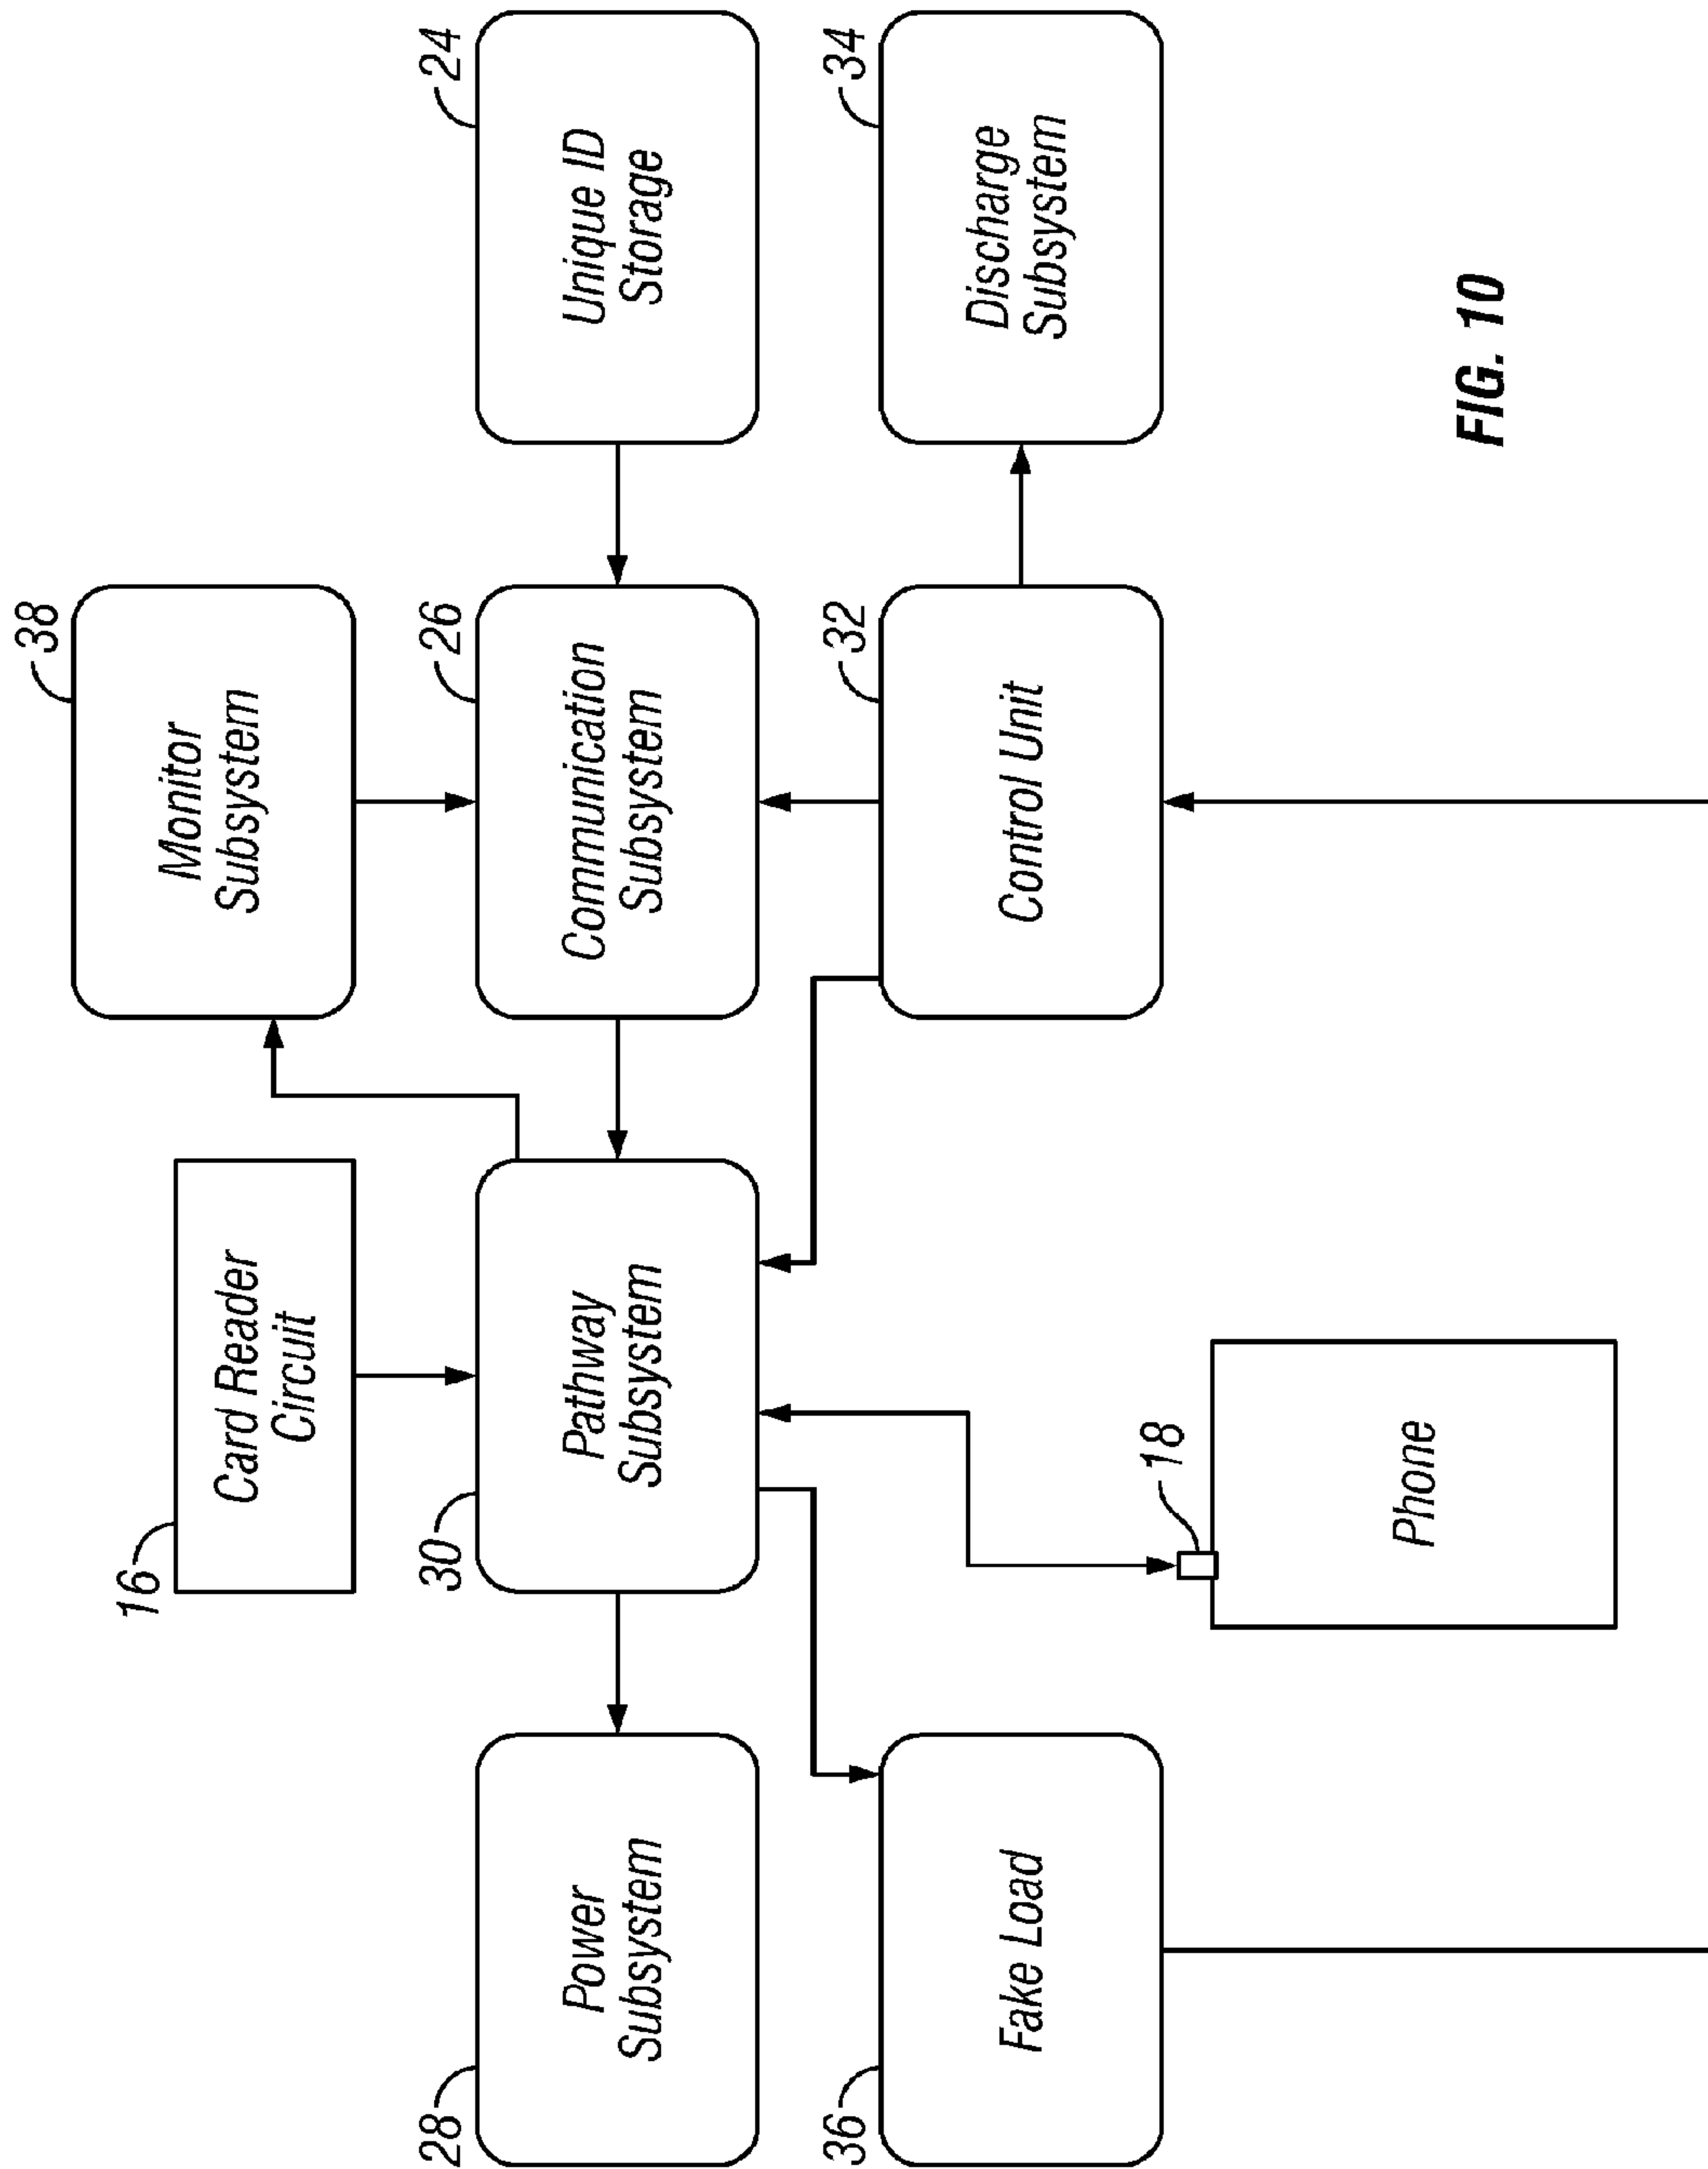 38
Monitor
Subsystem
16
Card Reader
Circuit
28
Power
Subsystem
30
Pathway
Subsystem
26
Communication
Subsystem
24
Unique ID
Storage
36
Fake Load
32
Control Unit
34
Discharge
Subsystem
18
Phone
FIG. 10